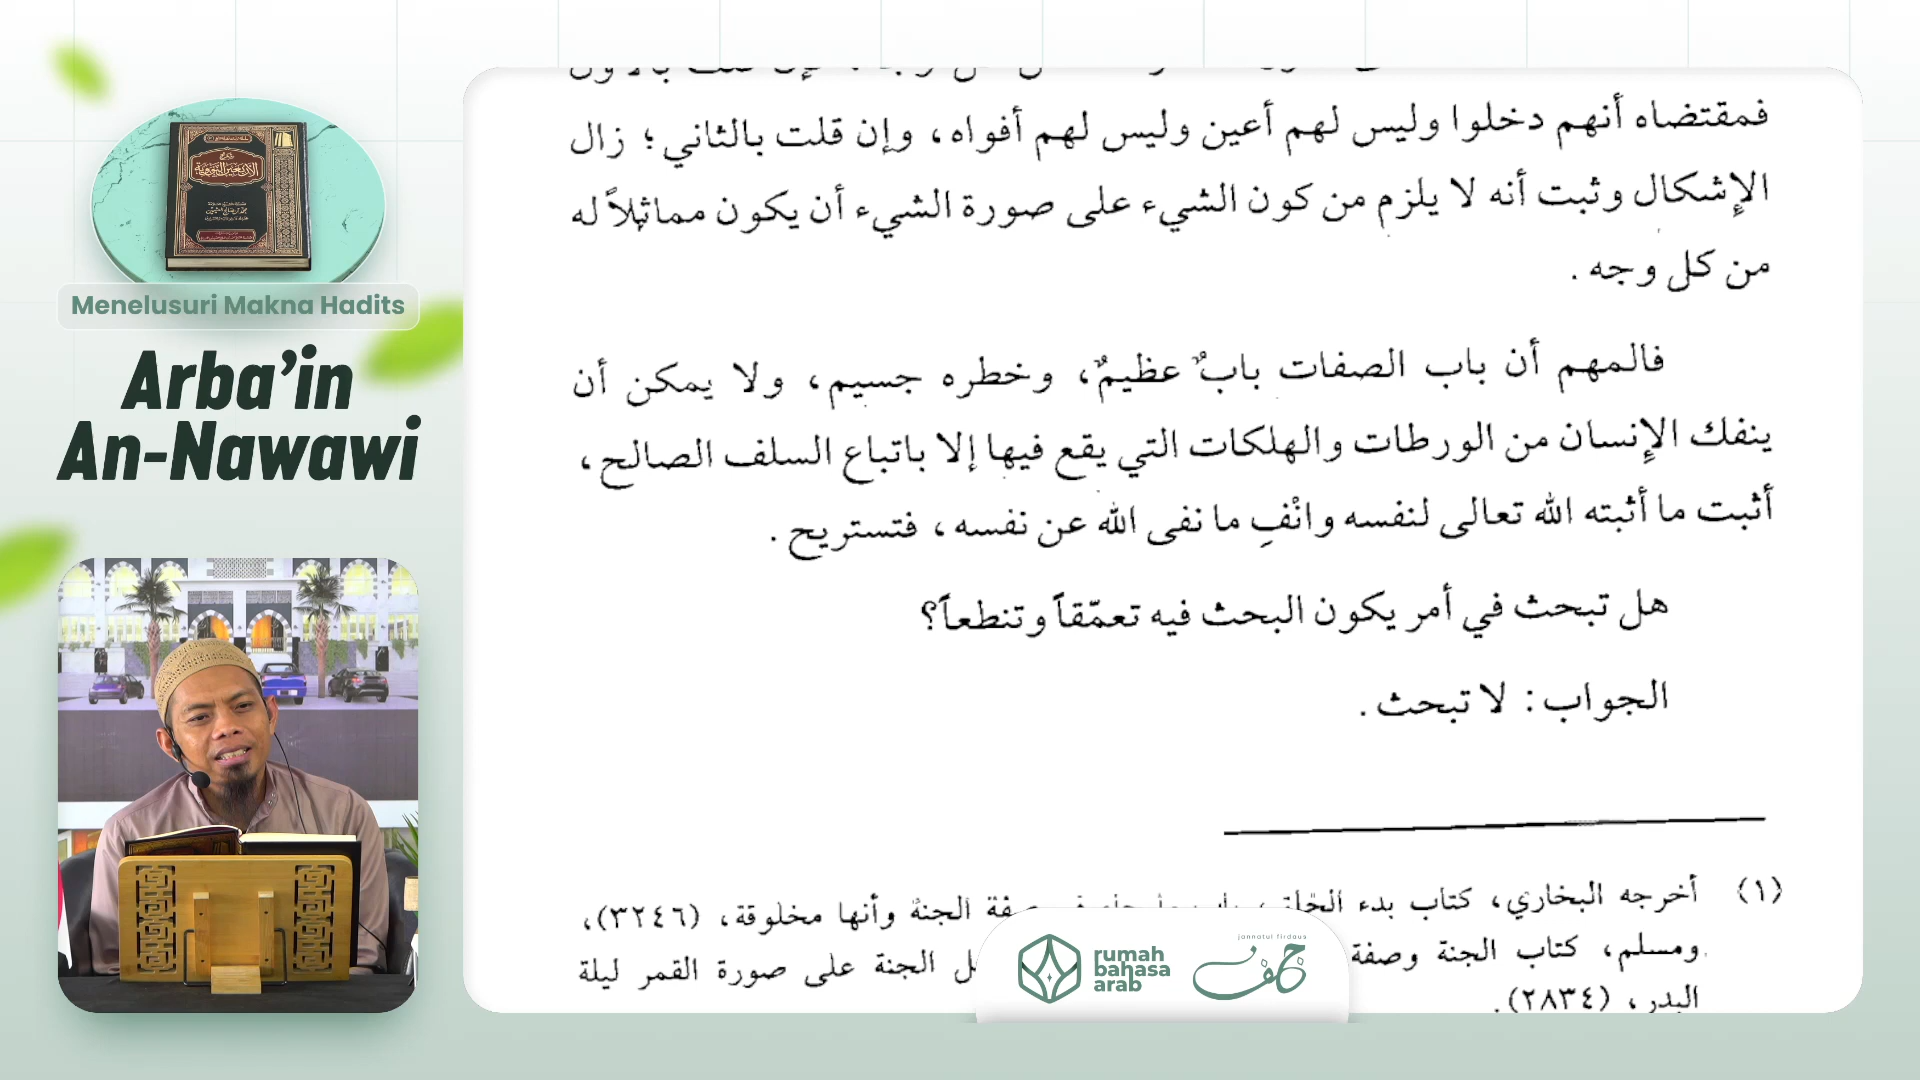 Menelusuri Makna Hadits
Arba’in
An-Nawawi
فمقتضاه أنهم دخلوا وليس لهم أعين وليس لهم أفواه، وإن قلت بالثاني؛ زال
الإشكال وثبت أنه لا يلزم من كون الشيء على صورة الشيء أن يكون مماثلاً له
من كل وجه.
فالمهم أن باب الصفات بابٌ عظيمٌ، وخطره جسيم، ولا يمكن أن
ينفك الإنسان من الورطات والهلكات التي يقع فيها إلا باتباع السلف الصالح،
أثبت ما أثبته الله تعالى لنفسه وانْفِ ما نفى الله عن نفسه، فتستريح.
هل تبحث في أمر يكون البحث فيه تعمّقاً وتنطعاً؟
الجواب: لا تبحث.
(١) أخرجه البخاري، كتاب بدء الخلق، صفة الجنة وأنها مخلوقة، (٣٢٤٦)،
ومسلم، كتاب الجنة وصفة الجنة على صورة القمر ليلة
البدر، (٢٨٣٤).
rumah
bahasa
arab
jannatul firdaus